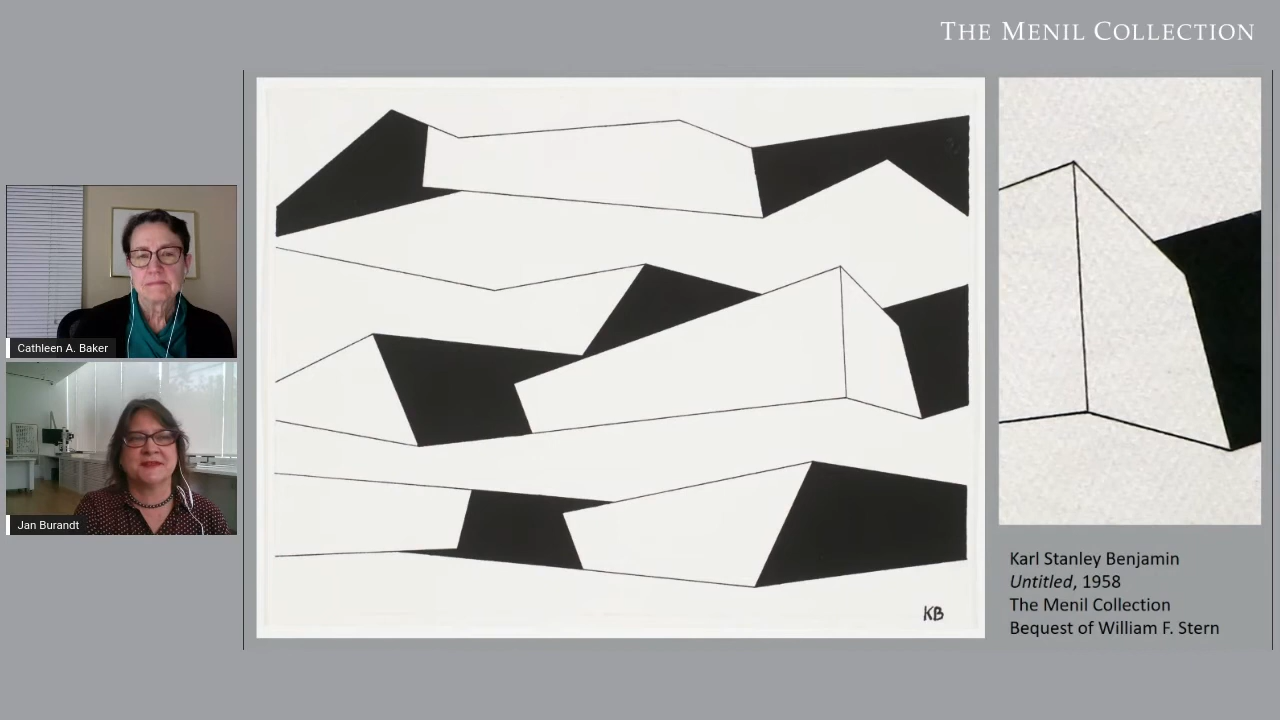 THE MENIL COLLECTION
Cathleen A. Baker
Jan Burandt
KB
Karl Stanley Benjamin
Untitled, 1958
The Menil Collection
Bequest of William F. Stern